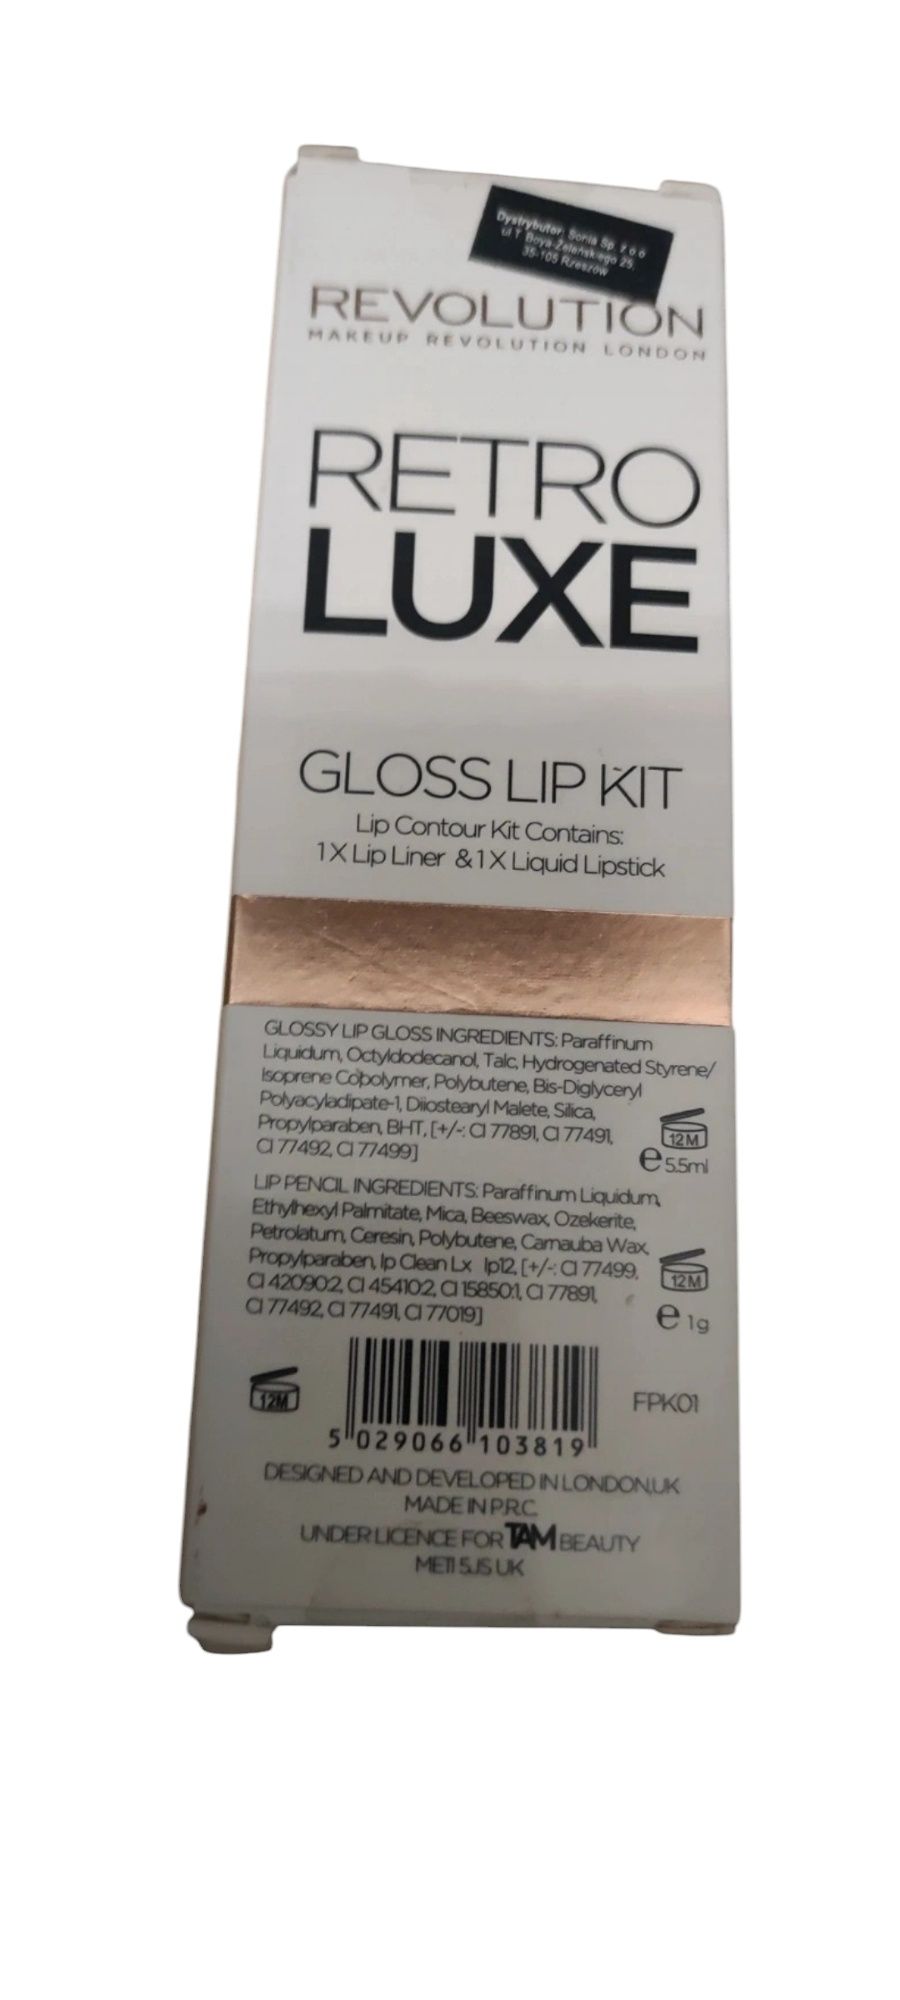 Dystrybutor: Sonia Sp. z o.o
ul T. Boya-Żeleńskiego 25,
35-105 Rzeszów
REVOLUTION
MAKEUP REVOLUTION LONDON
RETRO
LUXE
GLOSS LIP KIT
Lip Contour Kit Contains:
1 X Lip Liner & 1 X Liquid Lipstick
GLOSSY LIP GLOSS INGREDIENTS: Paraffinum
Liquidum, Octyldodecanol, Talc, Hydrogenated Styrene/
Isoprene Cobolymer, Polybutene, Bis-Diglyceryl
Polyacyladipate-1, Diiostearyl Malete, Silica,
Propylparaben, BHT, [+/-: CI 77891, CI 77491,
CI 77492, CI 77499]
12M
e 5.5ml
LIP PENCIL INGREDIENTS: Paraffinum Liquidum,
Ethylhexyl Palmitate, Mica, Beeswax, Ozekerite,
Petrolatum, Ceresin, Polybutene, Carnauba Wax,
Propylparaben, Ip Clean Lx Ip12, [+/-: CI 77499,
CI 42090:2, CI 45410:2, CI 15850:1, CI 77891,
CI 77492, CI 77491, CI 77019]
12M
e 1g
12M
5 029066 103819
FPK01
DESIGNED AND DEVELOPED IN LONDON,UK
MADE IN P.R.C.
UNDER LICENCE FOR TAM BEAUTY
ME11 5JS UK